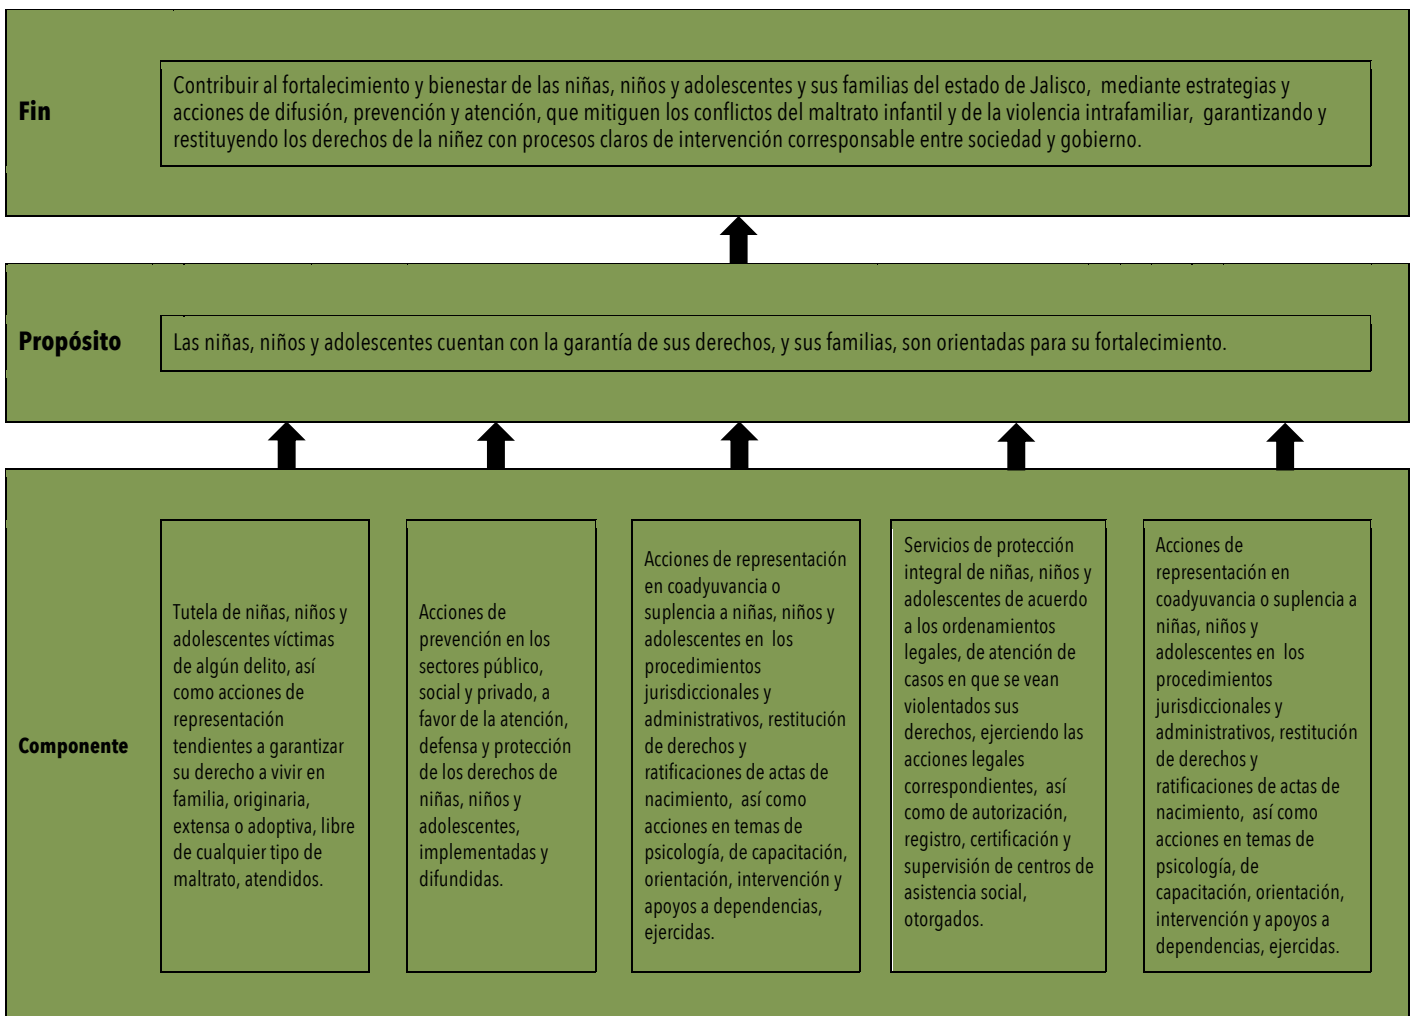 Fin
Contribuir al fortalecimiento y bienestar de las niñas, niños y adolescentes y sus familias del estado de Jalisco, mediante estrategias y
acciones de difusión, prevención y atención, que mitiguen los conflictos del maltrato infantil y de la violencia intrafamiliar, garantizando y
restituyendo los derechos de la niñez con procesos claros de intervención corresponsable entre sociedad y gobierno.
Propósito
Las niñas, niños y adolescentes cuentan con la garantía de sus derechos, y sus familias, son orientadas para su fortalecimiento.
Componente
Tutela de niñas, niños y
adolescentes víctimas
de algún delito, así
como acciones de
representación
tendientes a garantizar
su derecho a vivir en
familia, originaria,
extensa o adoptiva, libre
de cualquier tipo de
maltrato, atendidos.
Acciones de
prevención en los
sectores público,
social y privado, a
favor de la atención,
defensa y protección
de los derechos de
niñas, niños y
adolescentes,
implementadas y
difundidas.
Acciones de representación
en coadyuvancia o
suplencia a niñas, niños y
adolescentes en los
procedimientos
jurisdiccionales y
administrativos, restitución
de derechos y
ratificaciones de actas de
nacimiento, así como
acciones en temas de
psicología, de capacitación,
orientación, intervención y
apoyos a dependencias,
ejercidas.
Servicios de protección
integral de niñas, niños y
adolescentes de acuerdo
a los ordenamientos
legales, de atención de
casos en que se vean
violentados sus
derechos, ejerciendo las
acciones legales
correspondientes, así
como de autorización,
registro, certificación y
supervisión de centros de
asistencia social,
otorgados.
Acciones de
representación en
coadyuvancia o suplencia a
niñas, niños y
adolescentes en los
procedimientos
jurisdiccionales y
administrativos, restitución
de derechos y
ratificaciones de actas de
nacimiento, así como
acciones en temas de
psicología, de
capacitación, orientación,
intervención y apoyos a
dependencias, ejercidas.